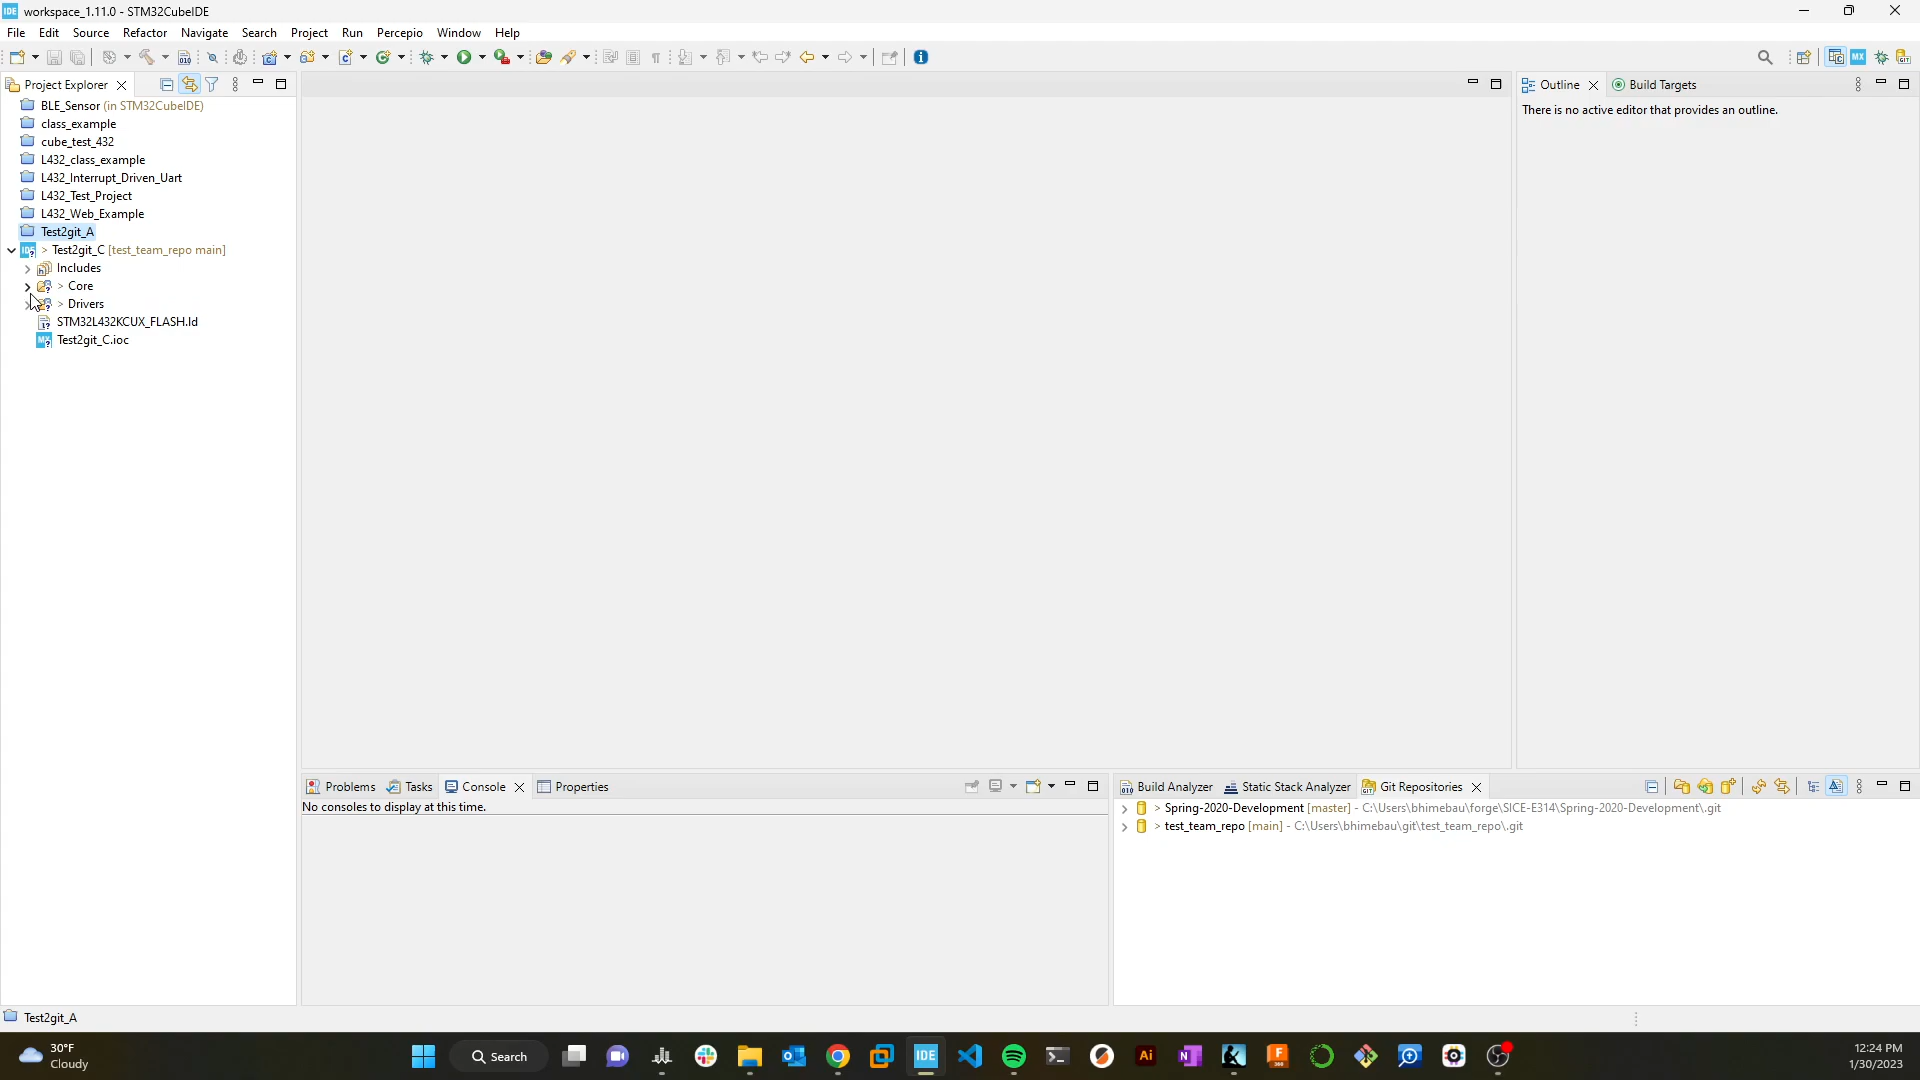 IDE workspace_1.11.0 - STM32CubeIDE
File Edit Source Refactor Navigate Search Project Run Percepio Window Help
Project Explorer
BLE_Sensor (in STM32CubeIDE)
class_example
cube_test_432
L432_class_example
L432_Interrupt_Driven_Uart
L432_Test_Project
L432_Web_Example
Test2git_A
> Test2git_C [test_team_repo main]
Includes
> Core
> Drivers
STM32L432KCUX_FLASH.ld
Test2git_C.ioc
Outline Build Targets
There is no active editor that provides an outline.
Problems Tasks Console Properties
No consoles to display at this time.
Build Analyzer Static Stack Analyzer Git Repositories
> Spring-2020-Development [master] - C:\Users\bhimebau\forge\SICE-E314\Spring-2020-Development\.git
> test_team_repo [main] - C:\Users\bhimebau\git\test_team_repo\.git
Test2git_A
30°F
Cloudy
Search
IDE
Ai
12:24 PM
1/30/2023